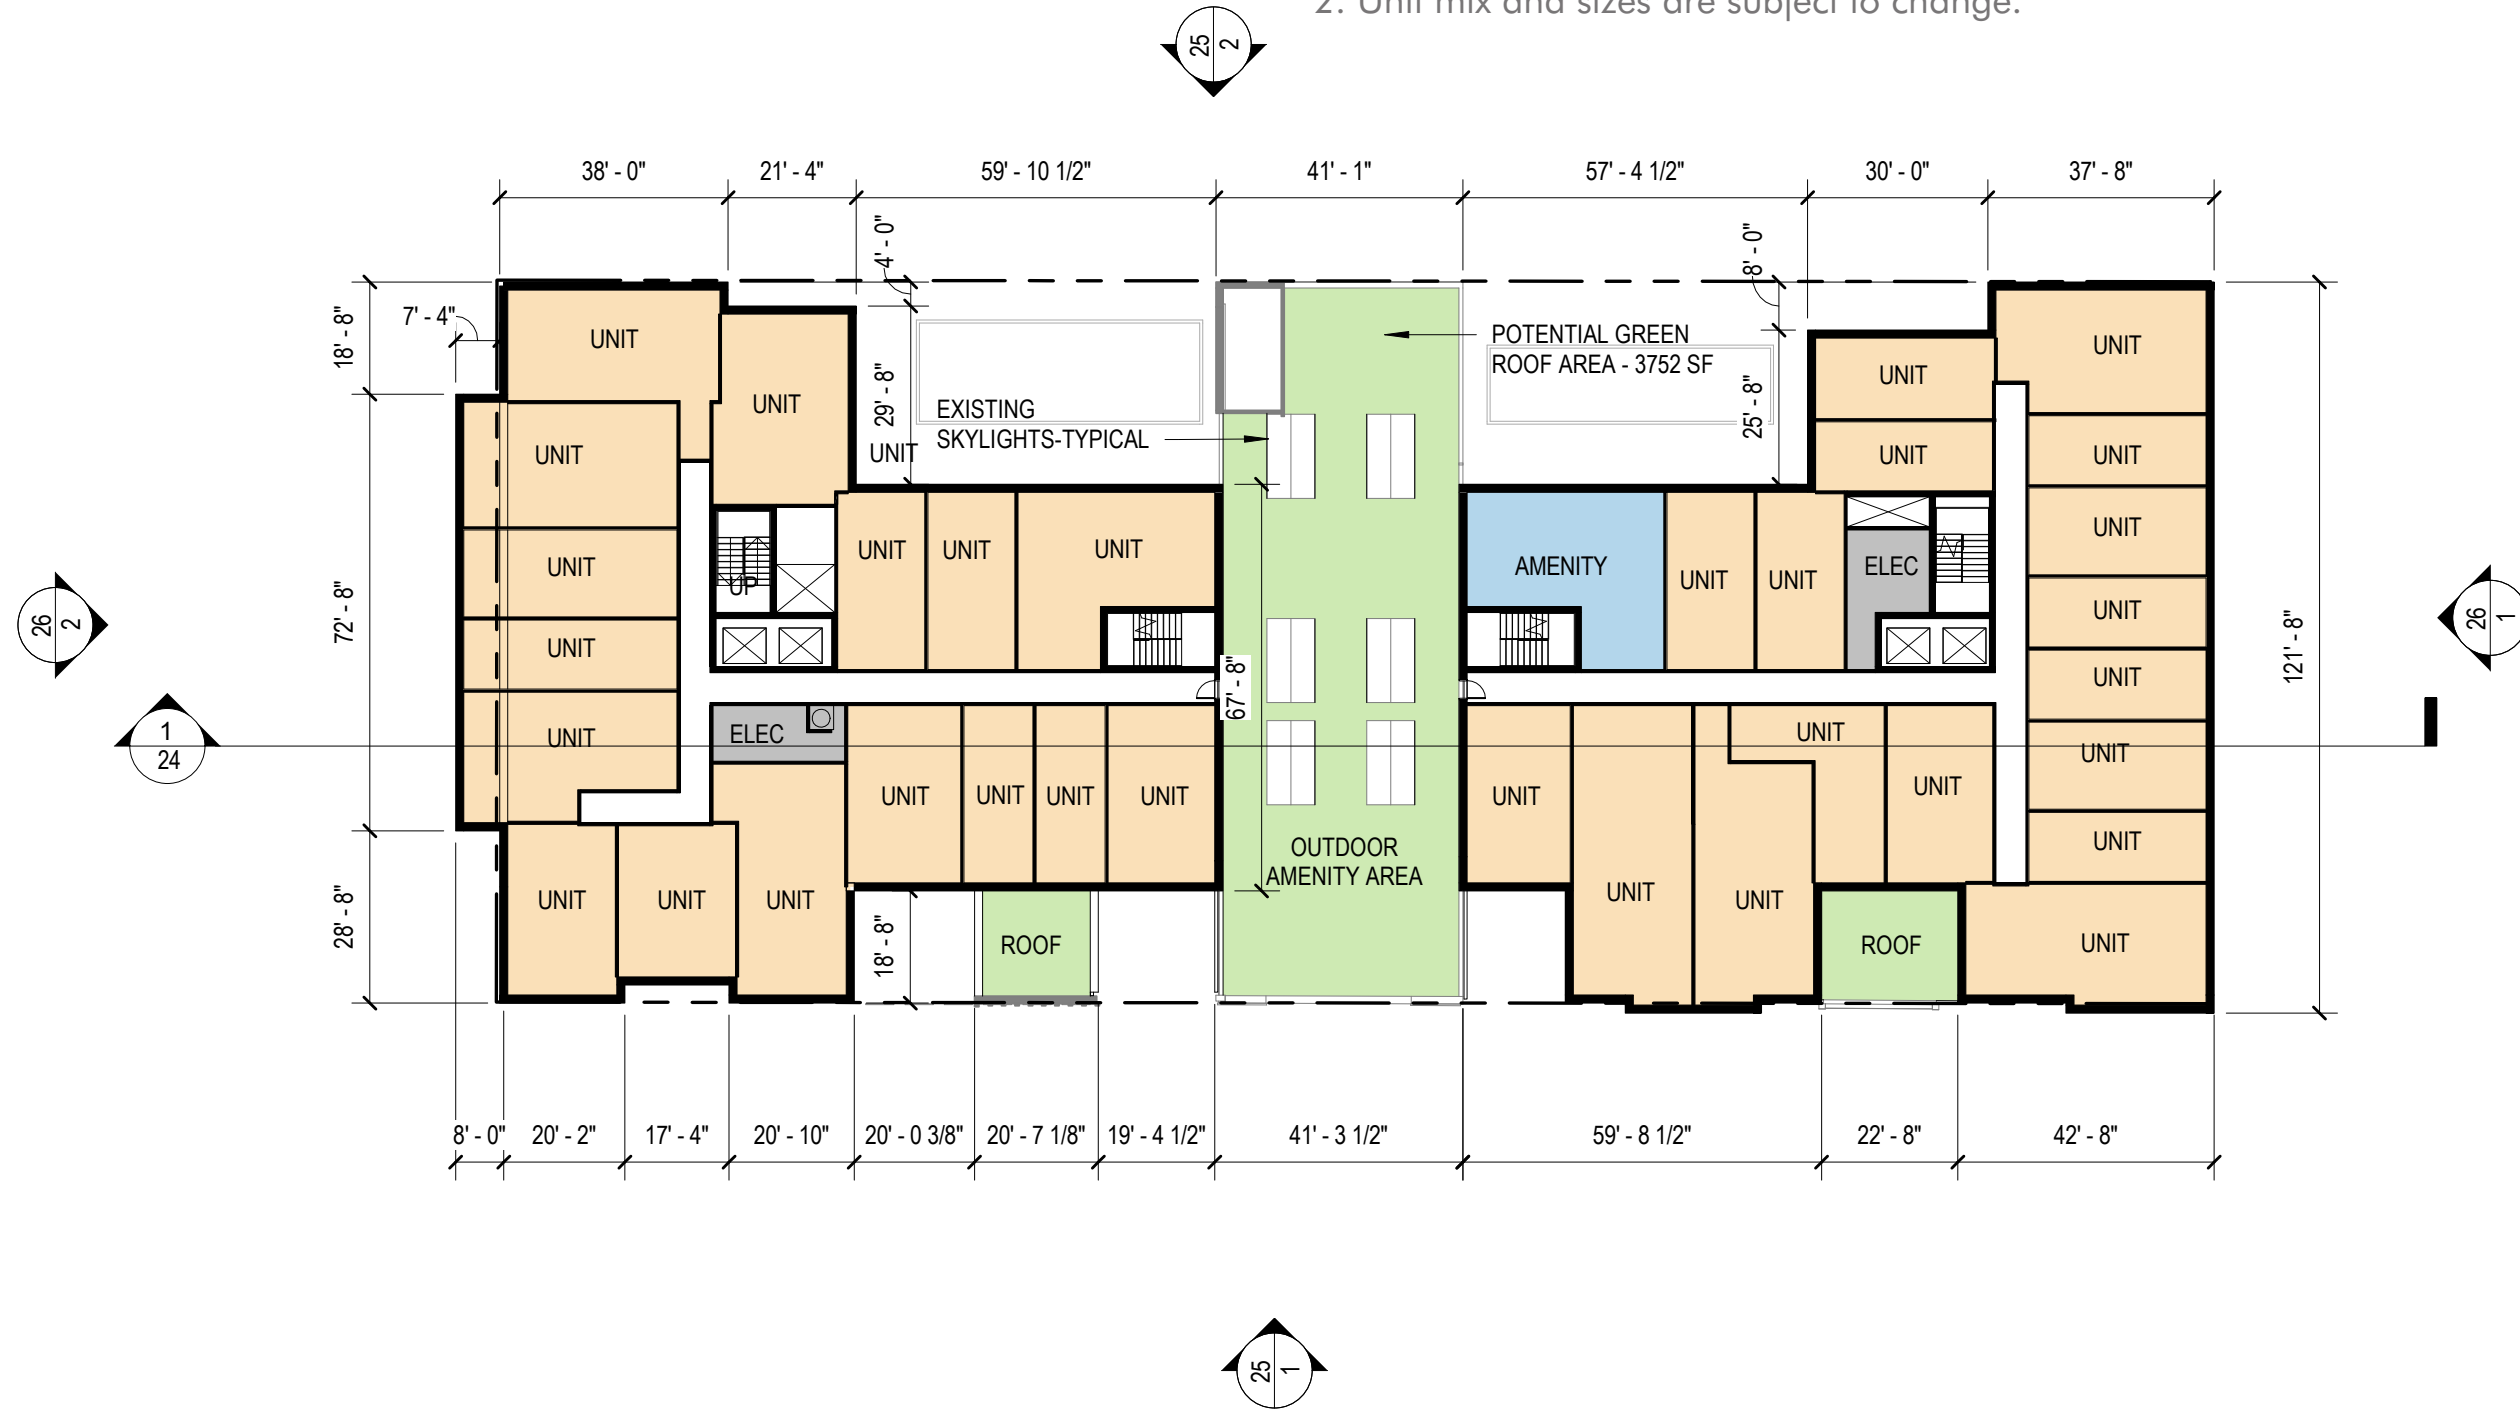 2. Unit mix and sizes are subject to change.
25
2
38' - 0"
21' - 4"
59' - 10 1/2"
41' - 1"
57' - 4 1/2"
30' - 0"
37' - 8"
4' - 0"
8' - 0"
18' - 8"
7' - 4"
UNIT
UNIT
29' - 8"
EXISTING
SKYLIGHTS-TYPICAL
UNIT
POTENTIAL GREEN
ROOF AREA - 3752 SF
25' - 8"
UNIT
UNIT
UNIT
UNIT
UNIT
UNIT
UNIT
UNIT
UP
UNIT
UNIT
UNIT
AMENITY
UNIT
UNIT
ELEC
UNIT
UNIT
26
2
72' - 8"
UNIT
67' - 8"
UNIT
121' - 8"
26
1
1
24
UNIT
ELEC
UNIT
UNIT
UNIT
UNIT
UNIT
UNIT
UNIT
UNIT
UNIT
OUTDOOR
AMENITY AREA
28' - 8"
UNIT
UNIT
UNIT
18' - 8"
ROOF
UNIT
UNIT
ROOF
UNIT
8' - 0"
20' - 2"
17' - 4"
20' - 10"
20' - 0 3/8"
20' - 7 1/8"
19' - 4 1/2"
41' - 3 1/2"
59' - 8 1/2"
22' - 8"
42' - 8"
25
1